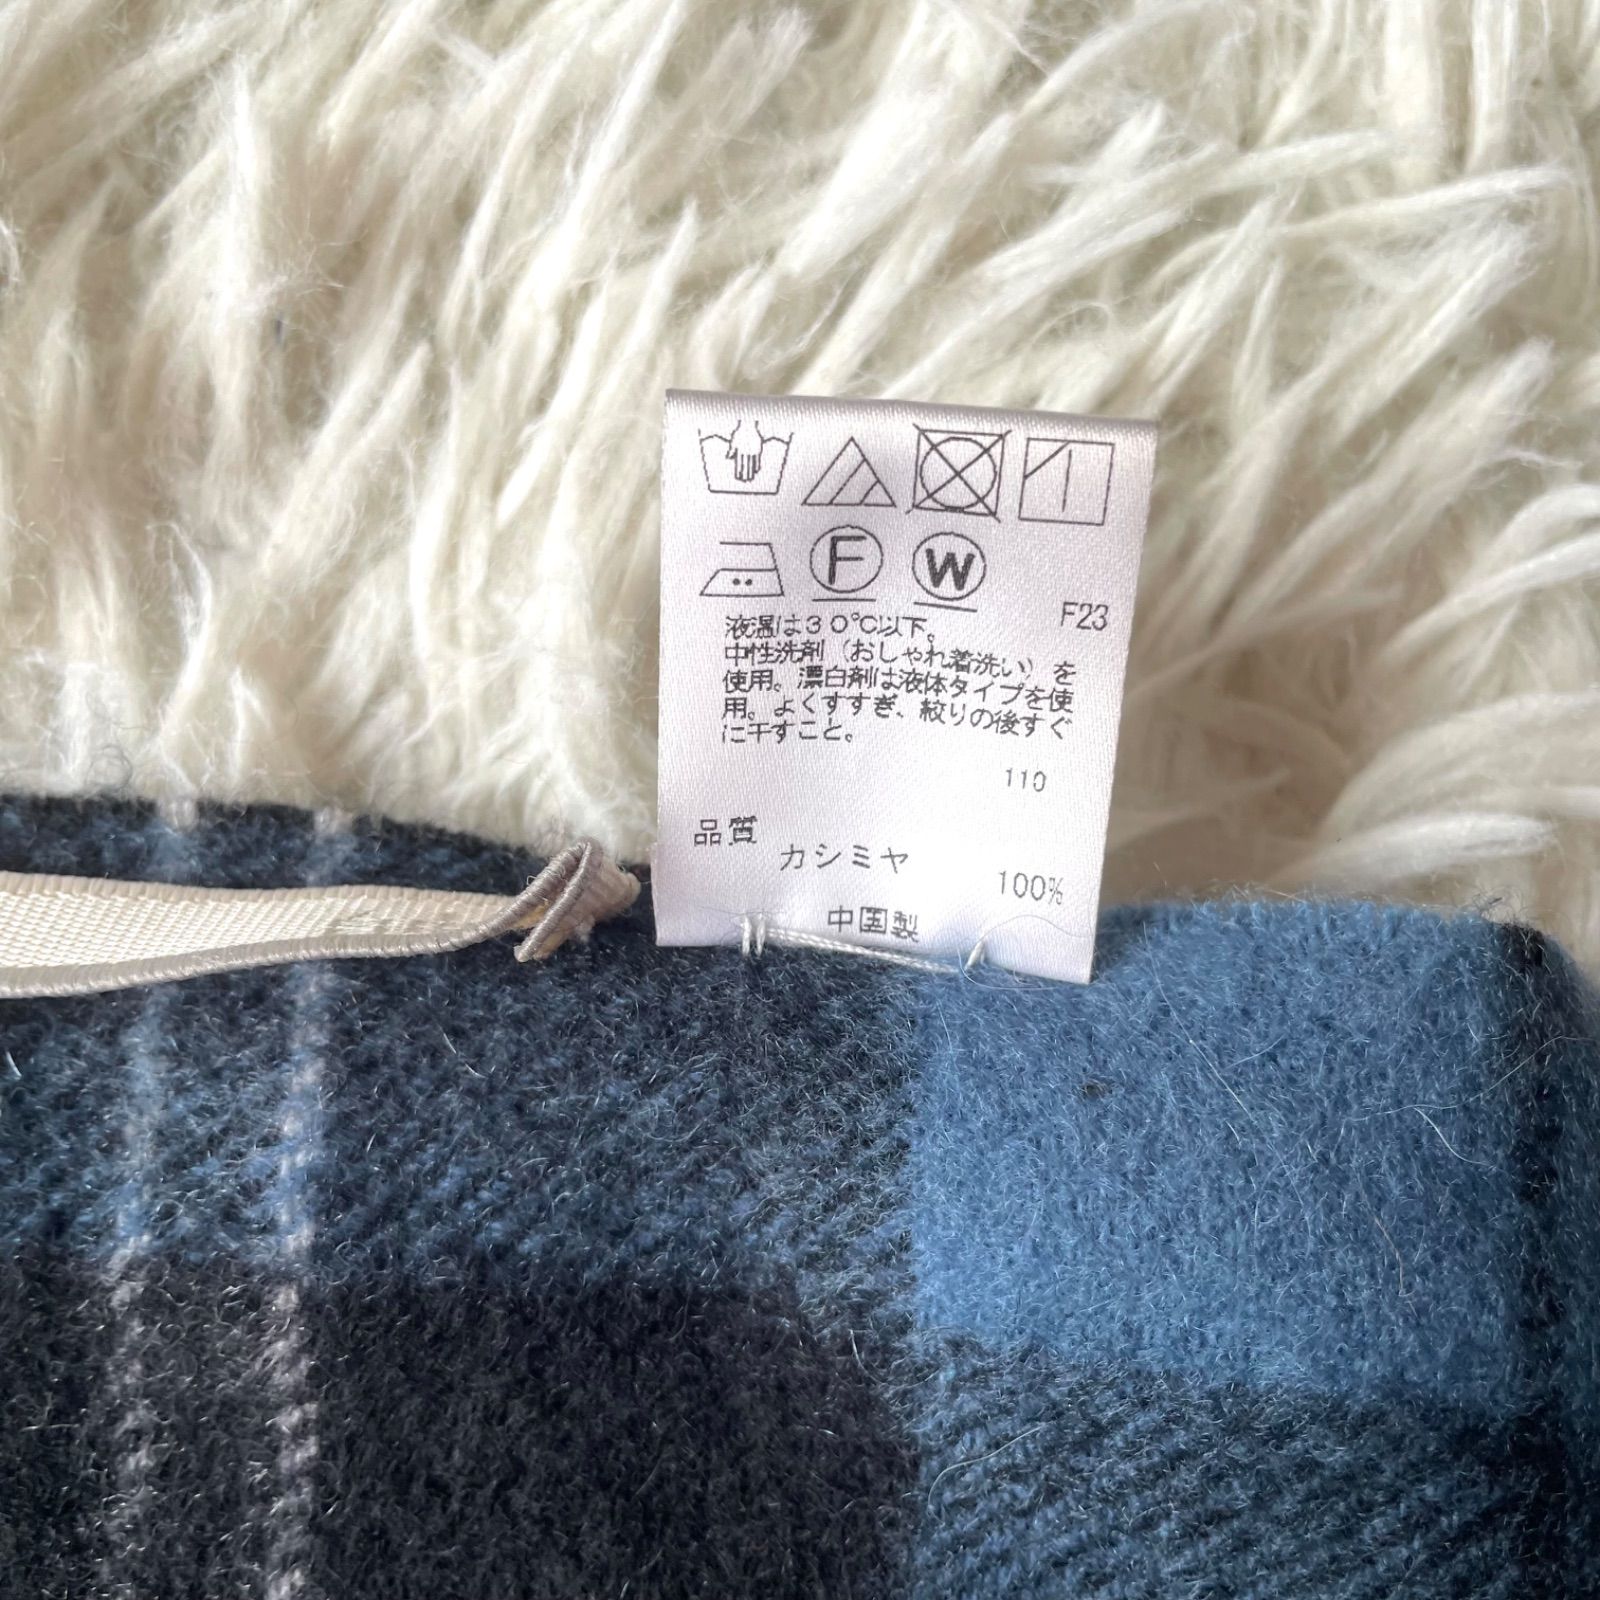 F
W
F23
液温は30℃以下。
中性洗剤（おしゃれ着洗い）を
使用。漂白剤は液体タイプを使
用。よくすすぎ、絞りの後すぐ
に干すこと。
110
品質
カシミヤ 100%
中国製